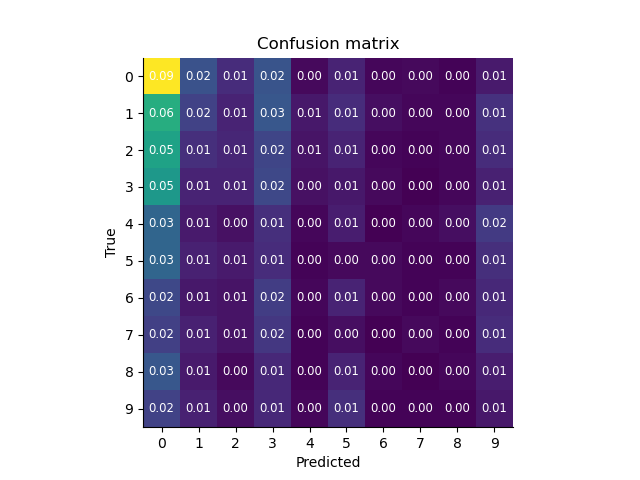 Confusion matrix
0 0.09 0.02 0.01 0.02 0.00 0.01 0.00 0.00 0.00 0.01
1 0.06 0.02 0.01 0.03 0.01 0.01 0.00 0.00 0.00 0.01
2 0.05 0.01 0.01 0.02 0.01 0.01 0.00 0.00 0.00 0.01
3 0.05 0.01 0.01 0.02 0.00 0.01 0.00 0.00 0.00 0.01
4 0.03 0.01 0.00 0.01 0.00 0.01 0.00 0.00 0.00 0.02
True
5 0.03 0.01 0.01 0.01 0.00 0.00 0.00 0.00 0.00 0.01
6 0.02 0.01 0.01 0.02 0.00 0.01 0.00 0.00 0.00 0.01
7 0.02 0.01 0.01 0.02 0.00 0.00 0.00 0.00 0.00 0.01
8 0.03 0.01 0.00 0.01 0.00 0.01 0.00 0.00 0.00 0.01
9 0.02 0.01 0.00 0.01 0.00 0.01 0.00 0.00 0.00 0.01
0 1 2 3 4 5 6 7 8 9
Predicted